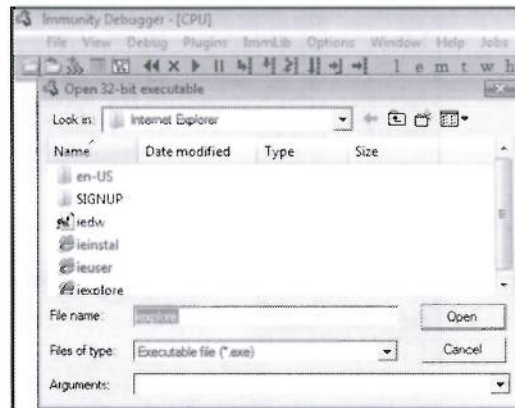 Immunity Debugger - [CPU]
File View Debug Plugins ImmLib Options Window Help Jobs
l e m t w h
Open 32-bit executable
Look in: Internet Explorer
Name Date modified Type Size
en-US
SIGNUP
iedw
ieinstal
ieuser
iexplore
File name: iexplore Open
Files of type: Executable file (*.exe) Cancel
Arguments: